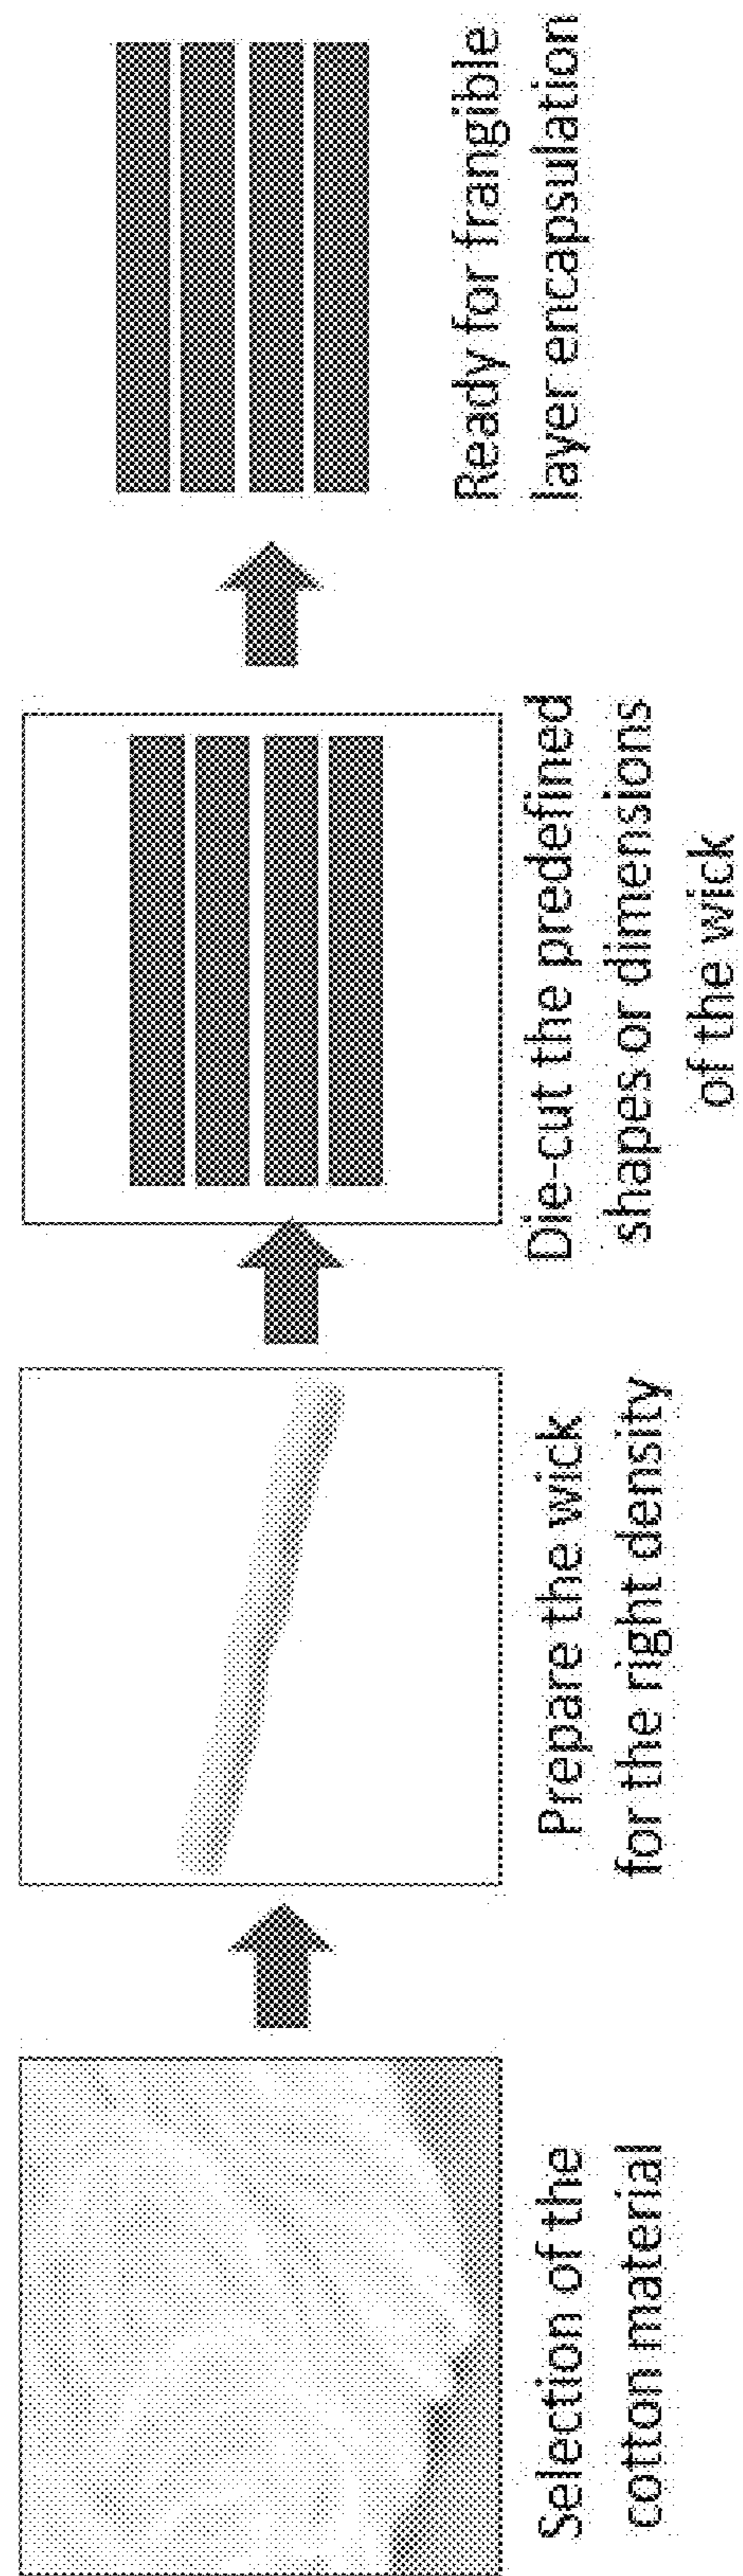 Selection of the
cotton material
Prepare the wick
for the right density
Die-cut the predefined
shapes or dimensions
of the wick
Ready for frangible
layer encapsulation